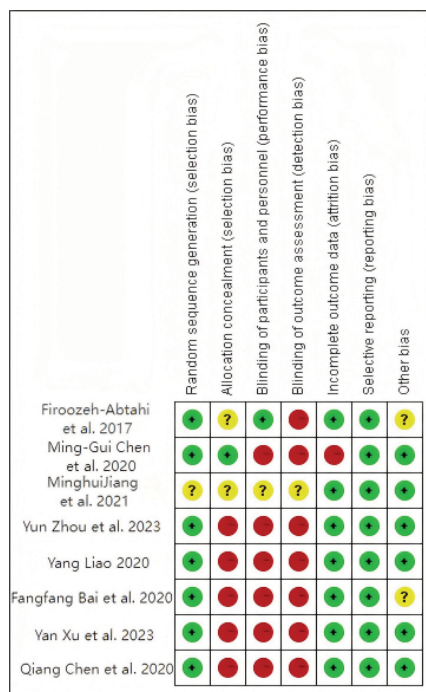 Random sequence generation (selection bias)
Allocation concealment (selection bias)
Blinding of participants and personnel (performance bias)
Blinding of outcome assessment (detection bias)
Incomplete outcome data (attrition bias)
Selective reporting (reporting bias)
Other bias
Firoozeh-Abtahi
et al. 2017
+ ? + - + + ?
Ming-Gui Chen
et al. 2020
+ + - - - + +
MinghuiJiang
et al. 2021
? ? ? ? + + +
Yun Zhou et al. 2023
+ - - - + + +
Yang Liao 2020
+ - - - + + +
Fangfang Bai et al. 2020
+ - - - + + ?
Yan Xu et al. 2023
+ - - - + + +
Qiang Chen et al. 2020
+ - - - + + +